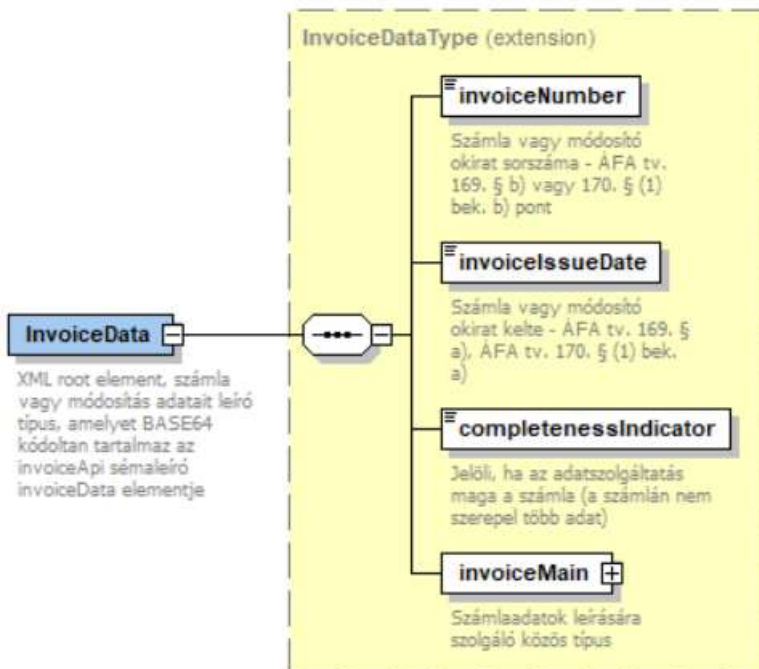 InvoiceDataType (extension)
invoiceNumber
Számla vagy módosító
okirat sorszáma - ÁFA tv.
169. § b) vagy 170. § (1)
bek. b) pont
invoiceIssueDate
Számla vagy módosító
okirat kelte - ÁFA tv. 169. §
a), ÁFA tv. 170. § (1) bek.
a)
InvoiceData
XML root element, számla
vagy módosítás adatait leíró
típus, amelyet BASE64
kódoltan tartalmaz az
invoiceApi sémaleíró
invoiceData elementje
completenessIndicator
Jelöli, ha az adatszolgáltatás
maga a számla (a számlán nem
szerepel több adat)
invoiceMain
Számlaadatok leírására
szolgáló közös típus